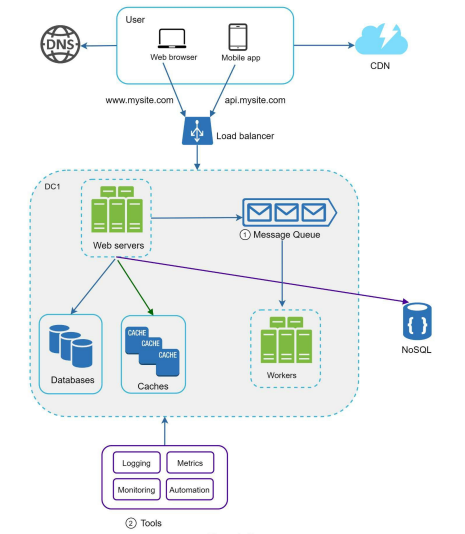 User
DNS
Web browser
Mobile app
CDN
www.mysite.com
api.mysite.com
Load balancer
DC1
Web servers
1 Message Queue
NoSQL
Databases
CACHE
CACHE
CACHE
Caches
Workers
Logging
Metrics
Monitoring
Automation
2 Tools